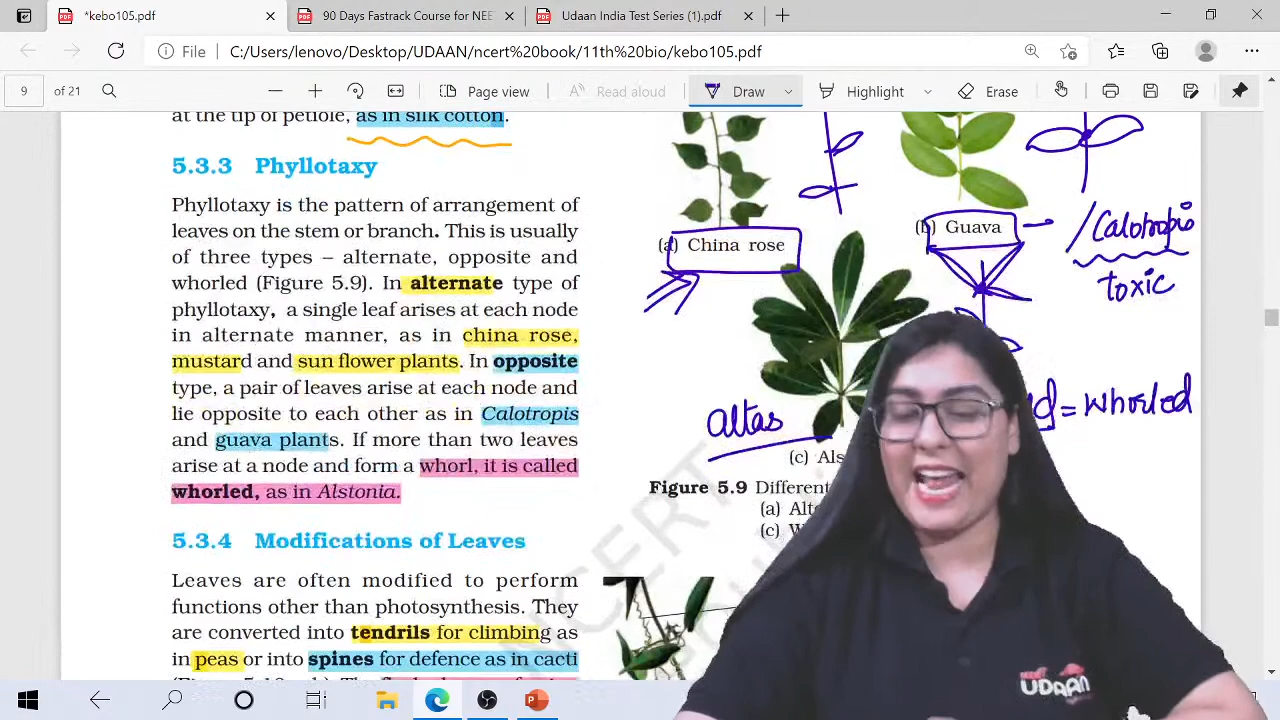 *kebo105.pdf
90 Days Fastrack Course for NEE
Udaan India Test Series (1).pdf
File
C:/Users/lenovo/Desktop/UDAAN/ncert%20book/11th%20bio/kebo105.pdf
9 of 21
Page view
Read aloud
Draw
Highlight
Erase
at the tip of petiole, as in silk cotton.
5.3.3 Phyllotaxy
Phyllotaxy is the pattern of arrangement of
leaves on the stem or branch. This is usually
of three types – alternate, opposite and
whorled (Figure 5.9). In alternate type of
phyllotaxy, a single leaf arises at each node
in alternate manner, as in china rose,
mustard and sun flower plants. In opposite
type, a pair of leaves arise at each node and
lie opposite to each other as in Calotropis
and guava plants. If more than two leaves
arise at a node and form a whorl, it is called
whorled, as in Alstonia.
5.3.4 Modifications of Leaves
Leaves are often modified to perform
functions other than photosynthesis. They
are converted into tendrils for climbing as
in peas or into spines for defence as in cacti
(a) China rose
(b) Guava
/Calotropis
toxic
= whorled
(c) Als
Figure 5.9 Different
(a) Alt
(c) W
NCERT
UDAAN